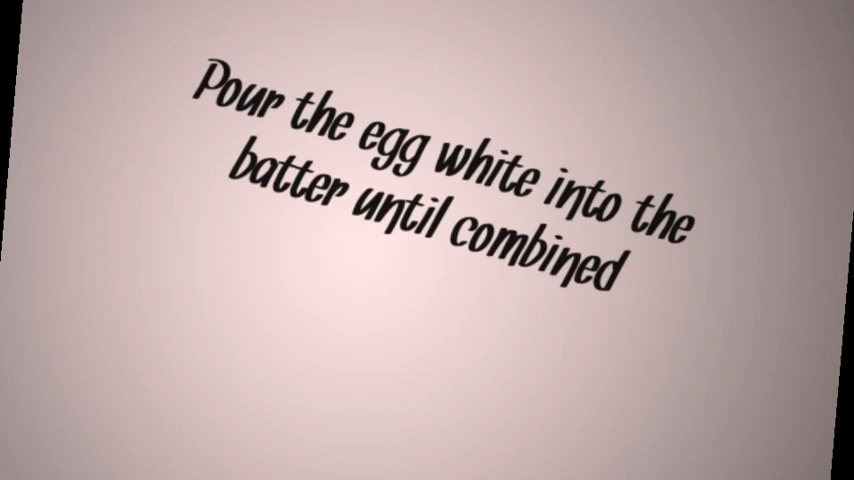 Pour the egg white into the
batter until combined